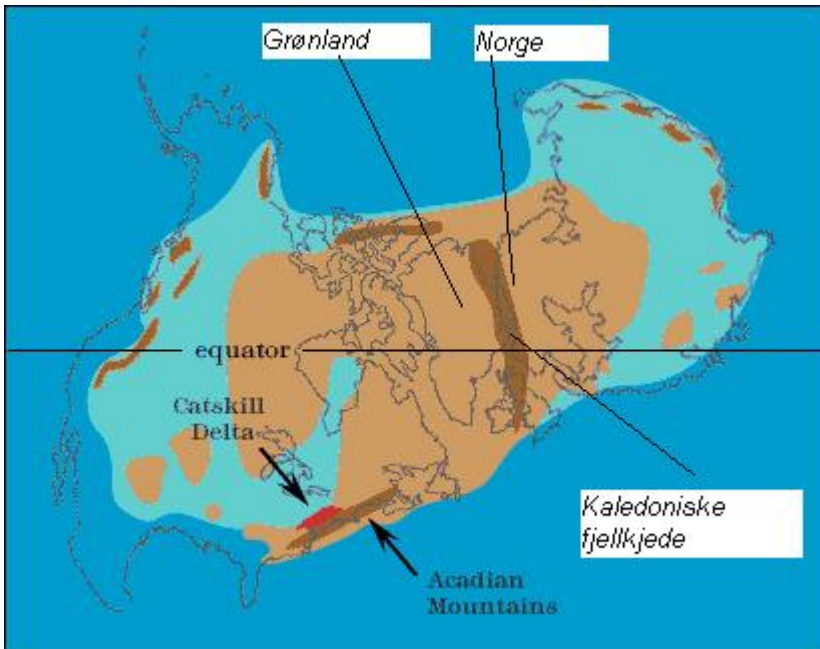 Grønland
Norge
equator
Catskill
Delta
Kaledoniske
fjellkjede
Acadian
Mountains